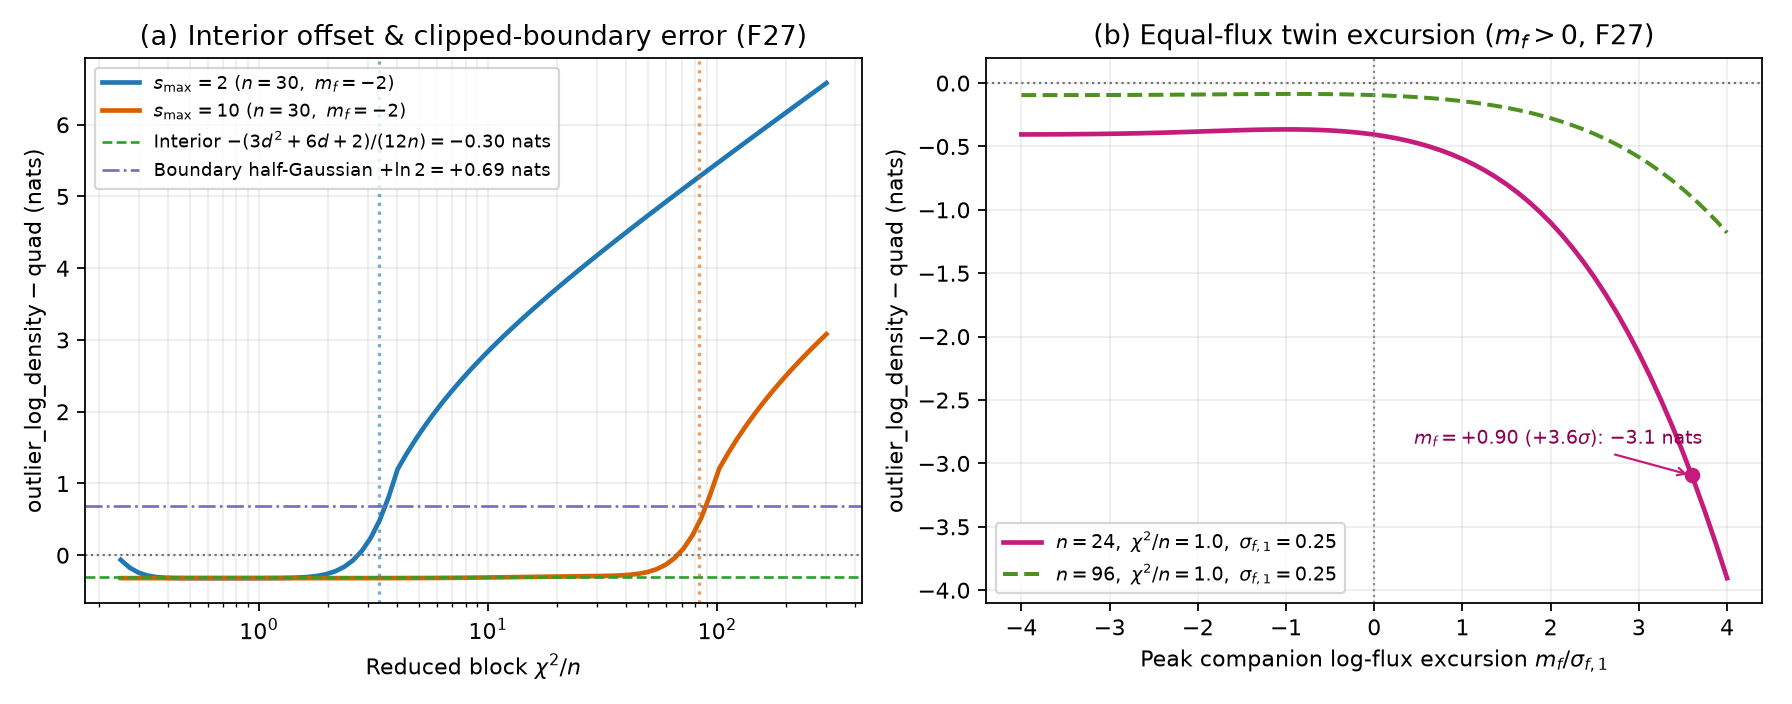 (a) Interior offset & clipped-boundary error (F27)
outlier_log_density − quad (nats)
6
5
4
3
2
1
0
s_max = 2 (n = 30, m_f = −2)
s_max = 10 (n = 30, m_f = −2)
Interior −(3d² + 6d + 2)/(12n) = −0.30 nats
Boundary half-Gaussian +ln 2 = +0.69 nats
10⁰
10¹
10²
Reduced block χ²/n
(b) Equal-flux twin excursion (m_f > 0, F27)
outlier_log_density − quad (nats)
0.0
−0.5
−1.0
−1.5
−2.0
−2.5
−3.0
−3.5
−4.0
m_f = +0.90 (+3.6σ): −3.1 nats
n = 24, χ²/n = 1.0, σ_{f,1} = 0.25
n = 96, χ²/n = 1.0, σ_{f,1} = 0.25
−4
−3
−2
−1
0
1
2
3
4
Peak companion log-flux excursion m_f/σ_{f,1}